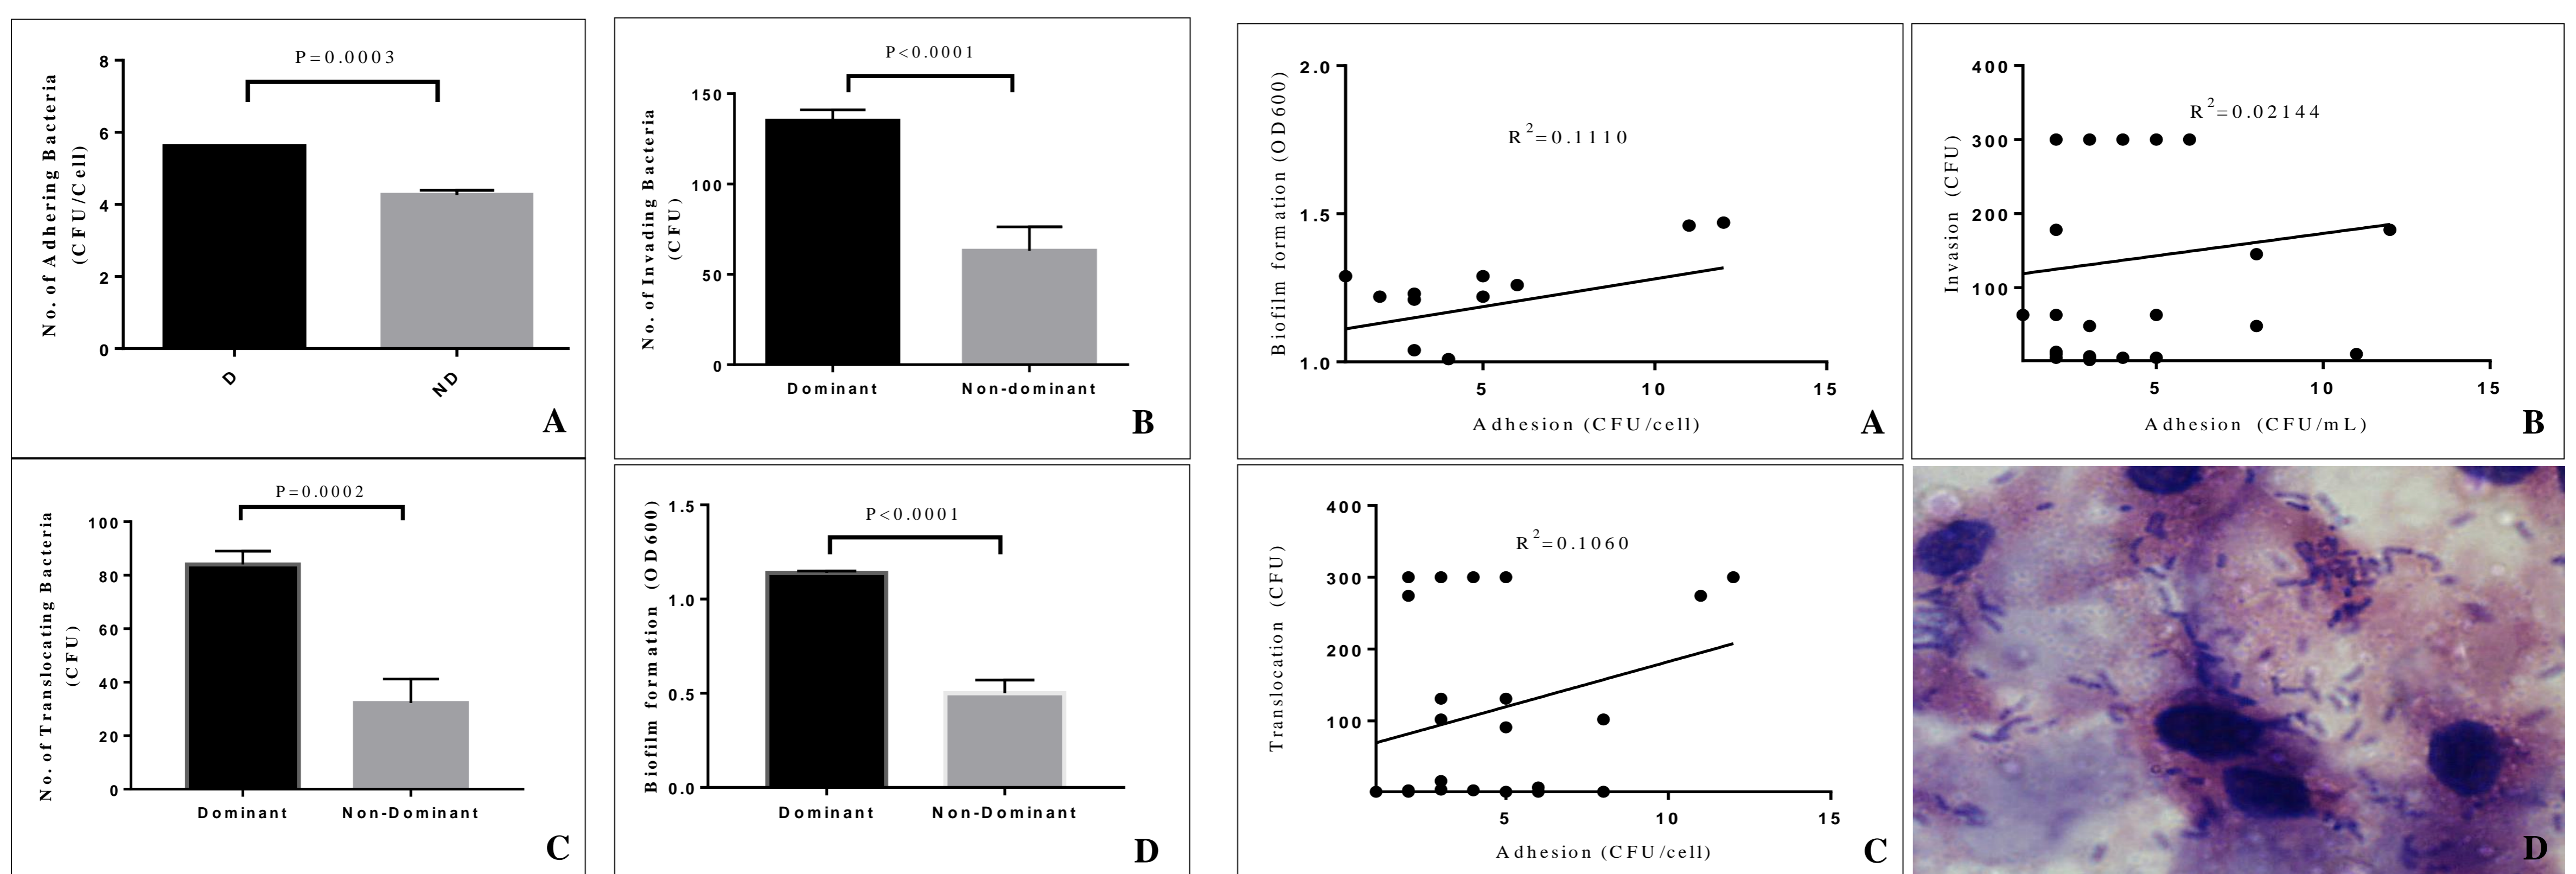 P=0.0003
No. of Adhering Bacteria
(CFU/Cell)
8
6
4
2
0
D
ND
A
P<0.0001
No. of Invading Bacteria
(CFU)
150
100
50
0
Dominant
Non-dominant
B
P=0.0002
No. of Translocating Bacteria
(CFU)
100
80
60
40
20
0
Dominant
Non-Dominant
C
P<0.0001
Biofilm formation (OD600)
1.5
1.0
0.5
0.0
Dominant
Non-Dominant
D
R²=0.1110
Biofilm formation (OD600)
2.0
1.5
1.0
5
10
15
Adhesion (CFU/cell)
A
R²=0.02144
Invasion (CFU)
400
300
200
100
5
10
15
Adhesion (CFU/mL)
B
R²=0.1060
Translocation (CFU)
400
300
200
100
5
10
15
Adhesion (CFU/cell)
C
D